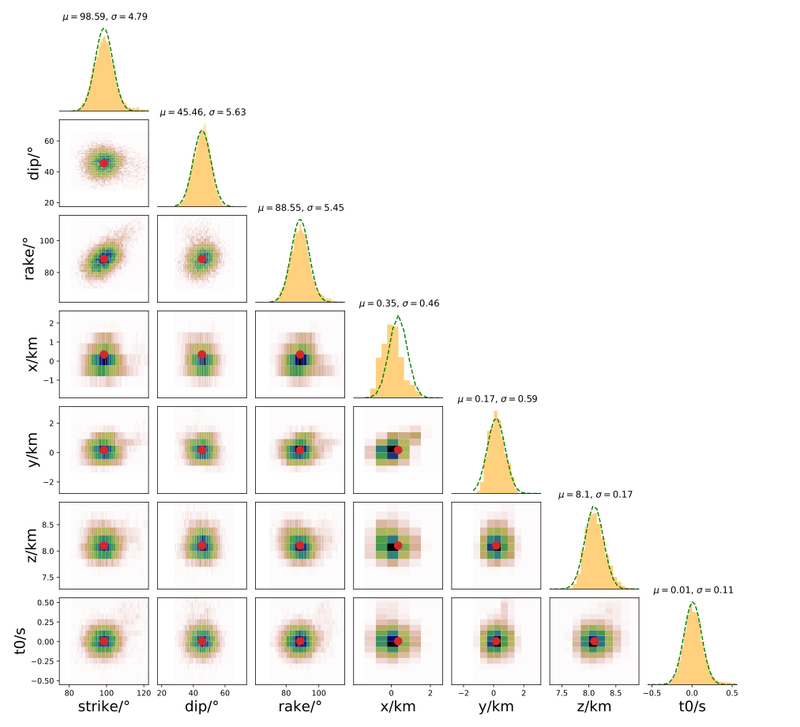 μ = 98.59, σ = 4.79
μ = 45.46, σ = 5.63
60
40
20
dip/°
μ = 88.55, σ = 5.45
100
80
rake/°
μ = 0.35, σ = 0.46
2
1
0
−1
x/km
μ = 0.17, σ = 0.59
2
0
−2
y/km
μ = 8.1, σ = 0.17
8.5
8.0
7.5
z/km
μ = 0.01, σ = 0.11
0.50
0.25
0.00
−0.25
−0.50
t0/s
80 100 120 20 40 60 80 100 0 2 −2 0 2 7.5 8.0 8.5 −0.5 0.0 0.5
strike/° dip/° rake/° x/km y/km z/km t0/s